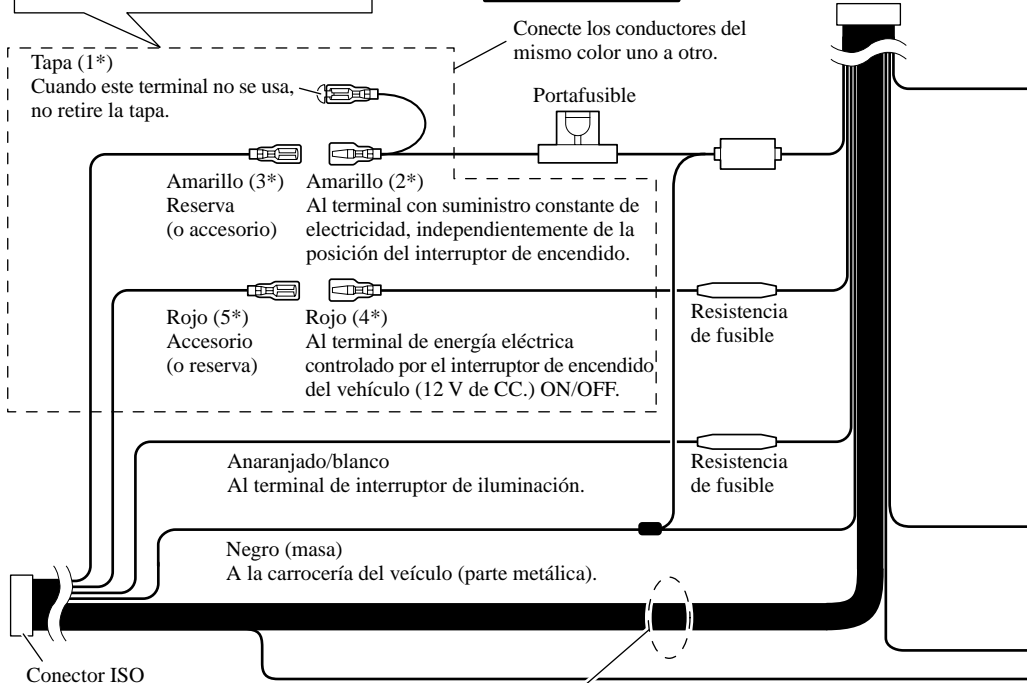 Conecte los conductores del
mismo color uno a otro.
Tapa (1*)
Cuando este terminal no se usa,
no retire la tapa.
Portafusible
Amarillo (3*)
Reserva
(o accesorio)
Amarillo (2*)
Al terminal con suministro constante de
electricidad, independientemente de la
posición del interruptor de encendido.
Rojo (5*)
Accesorio
(o reserva)
Rojo (4*)
Al terminal de energía eléctrica
controlado por el interruptor de encendido
del vehículo (12 V de CC.) ON/OFF.
Resistencia
de fusible
Anaranjado/blanco
Al terminal de interruptor de iluminación.
Resistencia
de fusible
Negro (masa)
A la carrocería del veículo (parte metálica).
Conector ISO